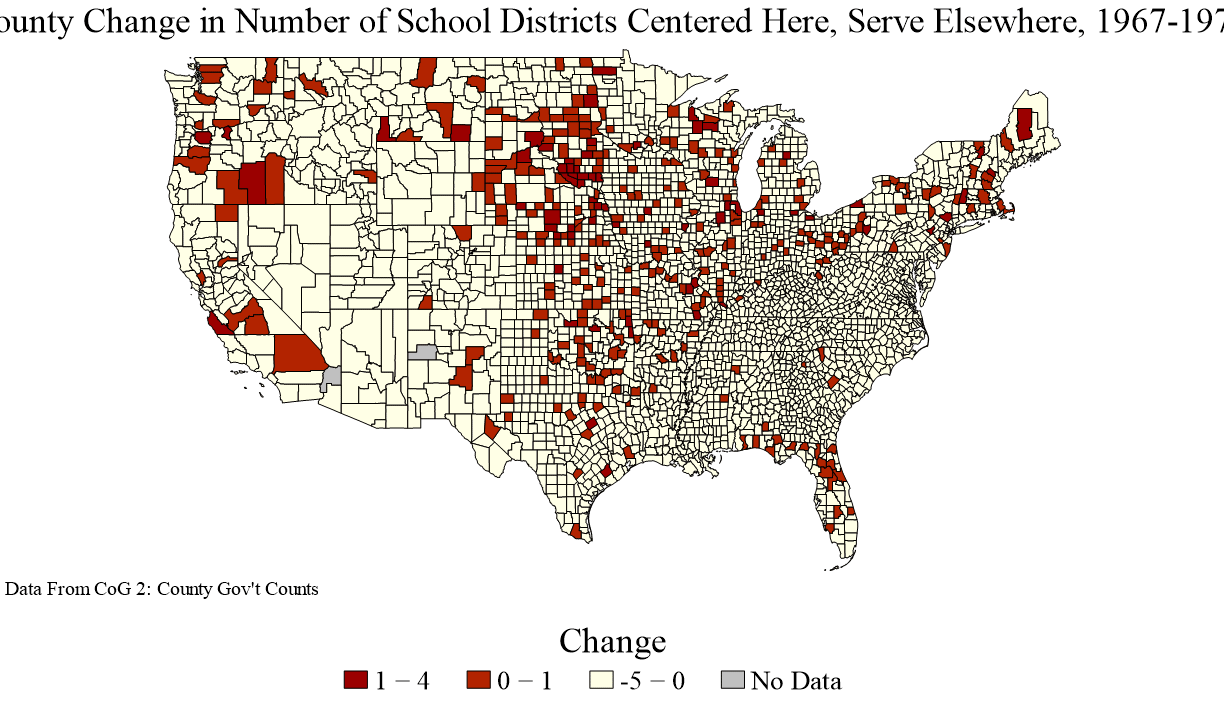 ounty Change in Number of School Districts Centered Here, Serve Elsewhere, 1967-197
Data From CoG 2: County Gov't Counts
Change
1 − 4 0 − 1 -5 − 0 No Data